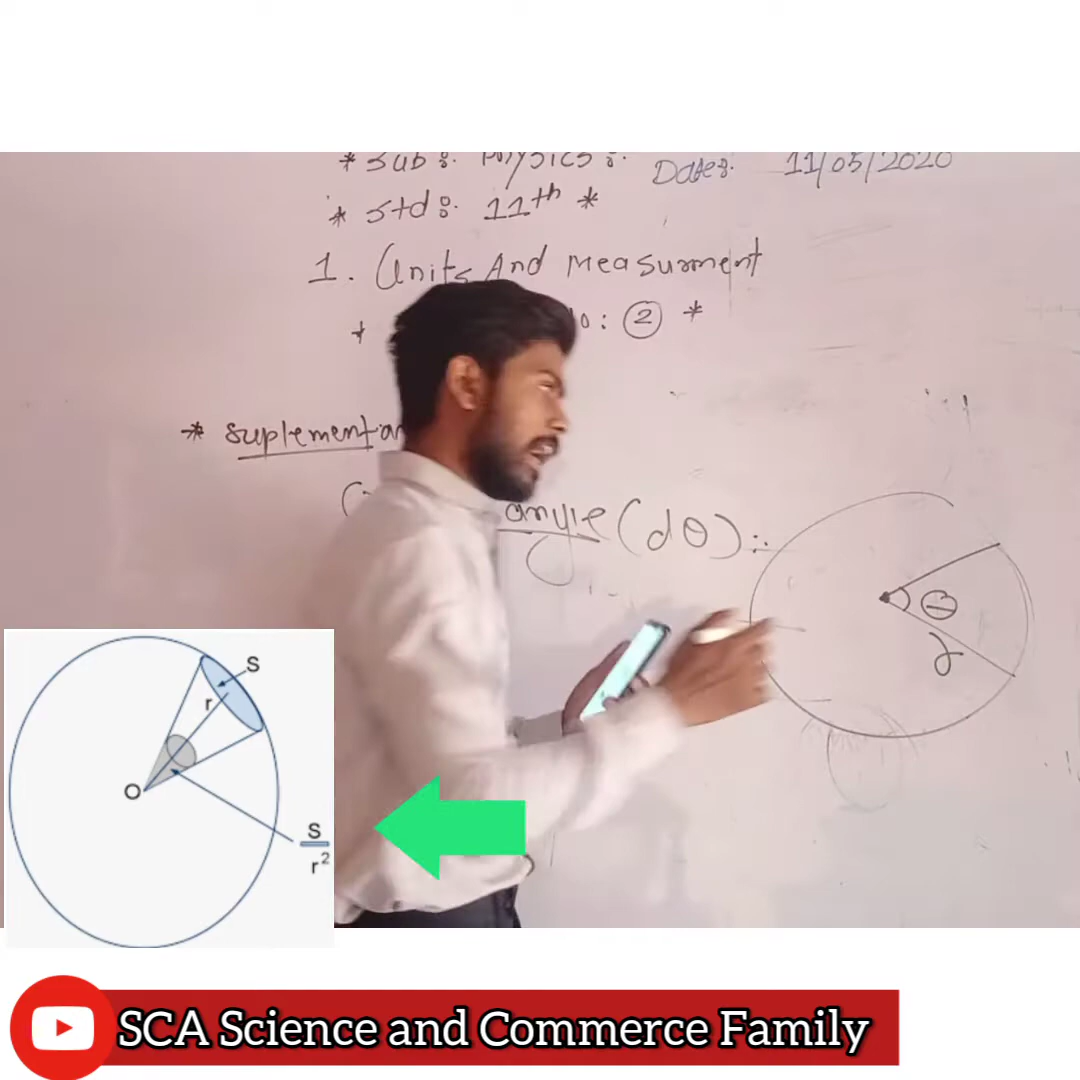 * Sub : Physics : Date : 11/05/2020
* Std : 11th *
1. Units And Measurment
* : ② *
* Suplement
angle (dθ) :
θ
r
S
r
O
S
r²
SCA Science and Commerce Family